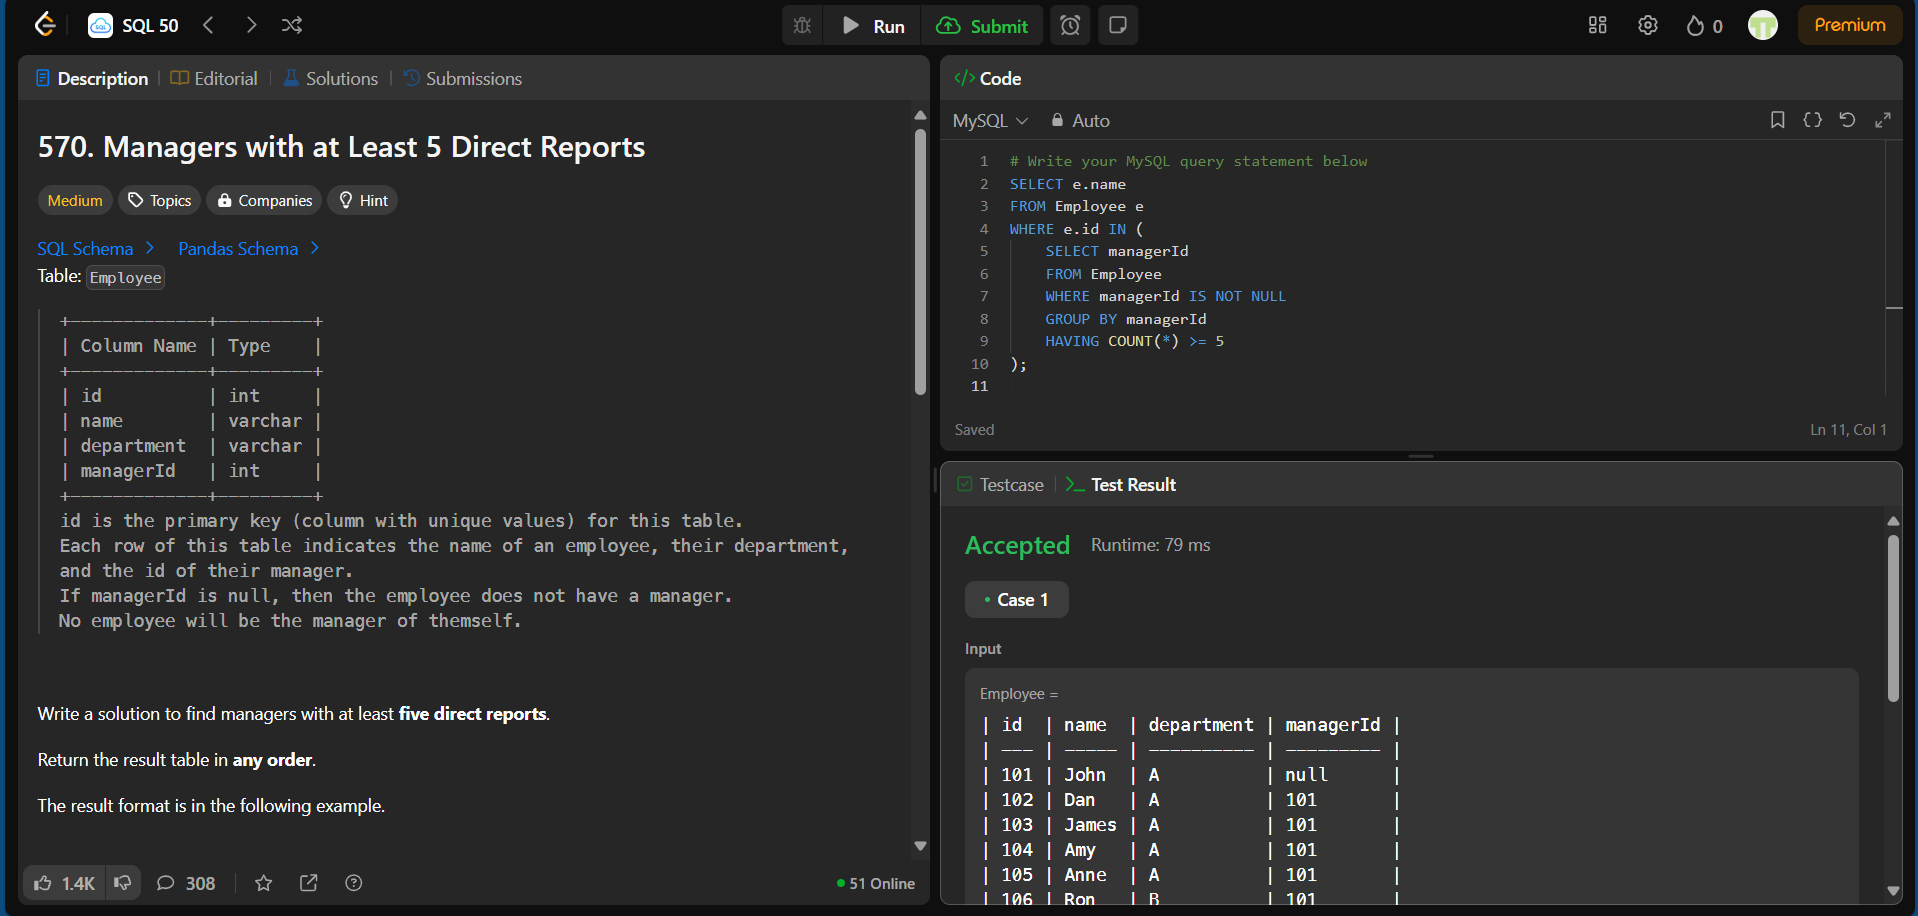 SQL 50
Run
Submit
0
Premium
Description
Editorial
Solutions
Submissions
570. Managers with at Least 5 Direct Reports
Medium
Topics
Companies
Hint
SQL Schema
Pandas Schema
Table: Employee
+-------------+---------+
| Column Name | Type    |
+-------------+---------+
| id          | int     |
| name        | varchar |
| department  | varchar |
| managerId   | int     |
+-------------+---------+
id is the primary key (column with unique values) for this table.
Each row of this table indicates the name of an employee, their department,
and the id of their manager.
If managerId is null, then the employee does not have a manager.
No employee will be the manager of themself.
Write a solution to find managers with at least five direct reports.
Return the result table in any order.
The result format is in the following example.
1.4K
308
51 Online
Code
MySQL
Auto
1 # Write your MySQL query statement below
2 SELECT e.name
3 FROM Employee e
4 WHERE e.id IN (
5     SELECT managerId
6     FROM Employee
7     WHERE managerId IS NOT NULL
8     GROUP BY managerId
9     HAVING COUNT(*) >= 5
10 );
11
Saved
Ln 11, Col 1
Testcase
Test Result
Accepted
Runtime: 79 ms
Case 1
Input
Employee =
| id  | name  | department | managerId |
| --- | ----- | ---------- | --------- |
| 101 | John  | A          | null      |
| 102 | Dan   | A          | 101       |
| 103 | James | A          | 101       |
| 104 | Amy   | A          | 101       |
| 105 | Anne  | A          | 101       |
| 106 | Ron   | B          | 101       |